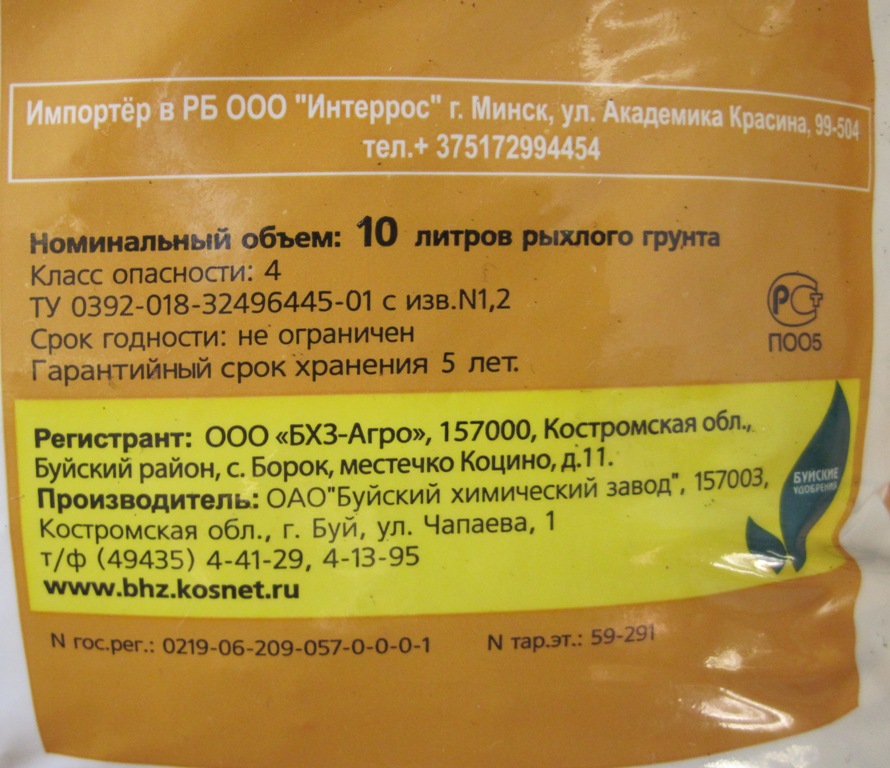 Импортёр в РБ ООО "Интеррос" г. Минск, ул. Академика Красина, 99-504
тел.+ 375172994454
Номинальный объем: 10 литров рыхлого грунта
Класс опасности: 4
ТУ 0392-018-32496445-01 с изв.N1,2
Срок годности: не ограничен
Гарантийный срок хранения 5 лет.
РСТ
ПО05
Регистрант: ООО «БХЗ-Агро», 157000, Костромская обл.,
Буйский район, с. Борок, местечко Коцино, д.11.
Производитель: ОАО"Буйский химический завод", 157003,
Костромская обл., г. Буй, ул. Чапаева, 1
т/ф (49435) 4-41-29, 4-13-95
www.bhz.kosnet.ru
БУЙСКИЕ
УДОБРЕНИЯ
N гос.рег.: 0219-06-209-057-0-0-0-1 N тар.эт.: 59-291